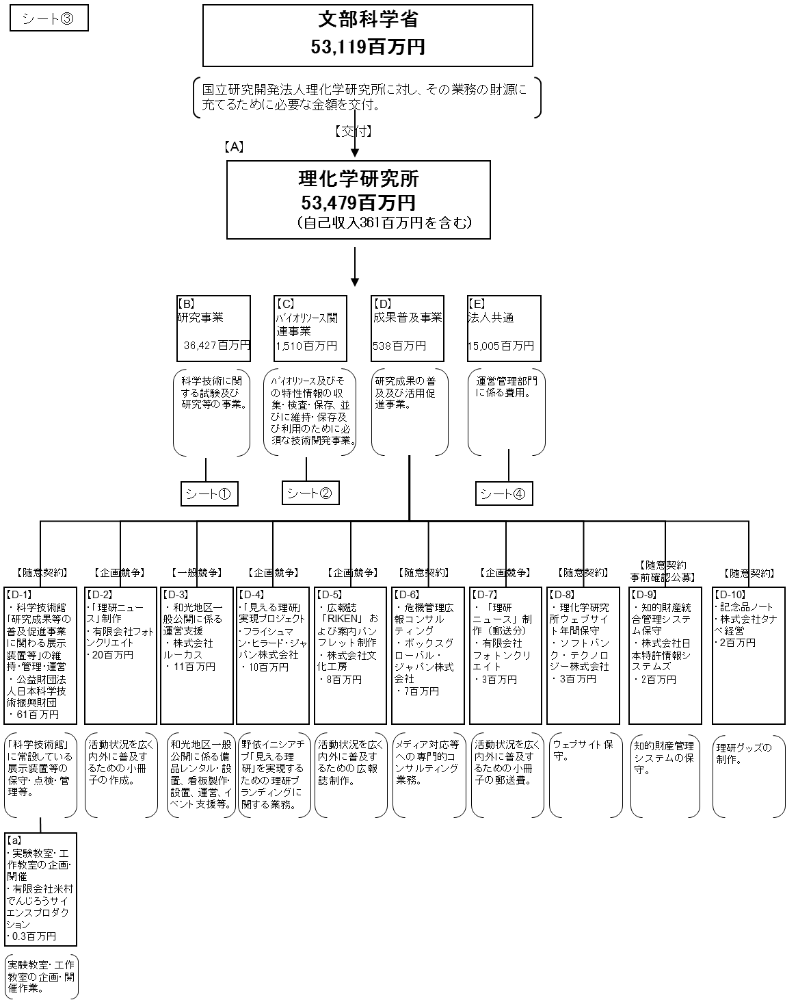 シート③
文部科学省
53,119百万円
国立研究開発法人理化学研究所に対し、その業務の財源に
充てるために必要な金額を交付。
【交付】
【A】
理化学研究所
53,479百万円
(自己収入361百万円を含む)
【B】
研究事業
36,427百万円
【C】
バイオリソース関
連事業
1,510百万円
【D】
成果普及事業
538百万円
【E】
法人共通
15,005百万円
科学技術に関
する試験及び
研究等の事業。
バイオリソース及びそ
の特性情報の収
集・検査・保存、並
びに維持・保存及
び利用のために必
須な技術開発事業。
研究成果の普
及及び活用促
進事業。
運営管理部門
に係る費用。
シート①
シート②
シート④
【随意契約】
【D-1】
・科学技術館
「研究成果等の
普及促進事業
に関わる展示
装置等」の維
持・管理・運営
・公益財団法
人日本科学技
術振興財団
・61百万円
「科学技術館」
に常設している
展示装置等の
保守・点検・管
理等。
【企画競争】
【D-2】
・「理研ニュー
ス」制作
・有限会社フォト
ンクリエイト
・20百万円
活動状況を広く
内外に普及す
るための小冊
子の作成。
【一般競争】
【D-3】
・和光地区一
般公開に係る
運営支援
・株式会社
ルーカス
・11百万円
和光地区一般
公開に係る備
品レンタル・設
置、看板製作・
設置、運営、イ
ベント支援等。
【企画競争】
【D-4】
・「見える理研」
実現プロジェクト
・フライシュマ
ン・ヒラード・ジャ
パン株式会社
・10百万円
野依イニシアチ
ブ「見える理
研」を実現する
ための理研ブ
ランディングに
関する業務。
【企画競争】
【D-5】
・広報誌
「RIKEN」お
よび案内パン
フレット制作
・株式会社文
化工房
・8百万円
活動状況を広く
内外に普及す
るための広報
誌制作。
【随意契約】
【D-6】
・危機管理広
報コンサル
ティング
・ボックスグ
ローバル・
ジャパン株式
会社
・7百万円
メディア対応等
への専門的コ
ンサルティング
業務。
【企画競争】
【D-7】
・「理研
ニュース」制
作（郵送分）
・有限会社
フォトンクリ
エイト
・3百万円
活動状況を広く
内外に普及す
るための小冊
子の郵送費。
【随意契約】
【D-8】
・理化学研究
所ウェブサイ
ト年間保守
・ソフトバン
ク・テクノロ
ジー株式会社
・3百万円
ウェブサイト保
守。
【随意契約
事前確認公募】
【D-9】
・知的財産統
合管理システ
ム保守
・株式会社日
本特許情報シ
ステムズ
・2百万円
知的財産管理
システムの保
守。
【随意契約】
【D-10】
・記念品ノート
・株式会社タナ
ベ経営
・2百万円
理研グッズの
制作。
【a】
・実験教室・工
作教室の企画・
開催
・有限会社米村
でんじろうサイ
エンスプロダク
ション
・0.3百万円
実験教室・工作
教室の企画・開
催作業。